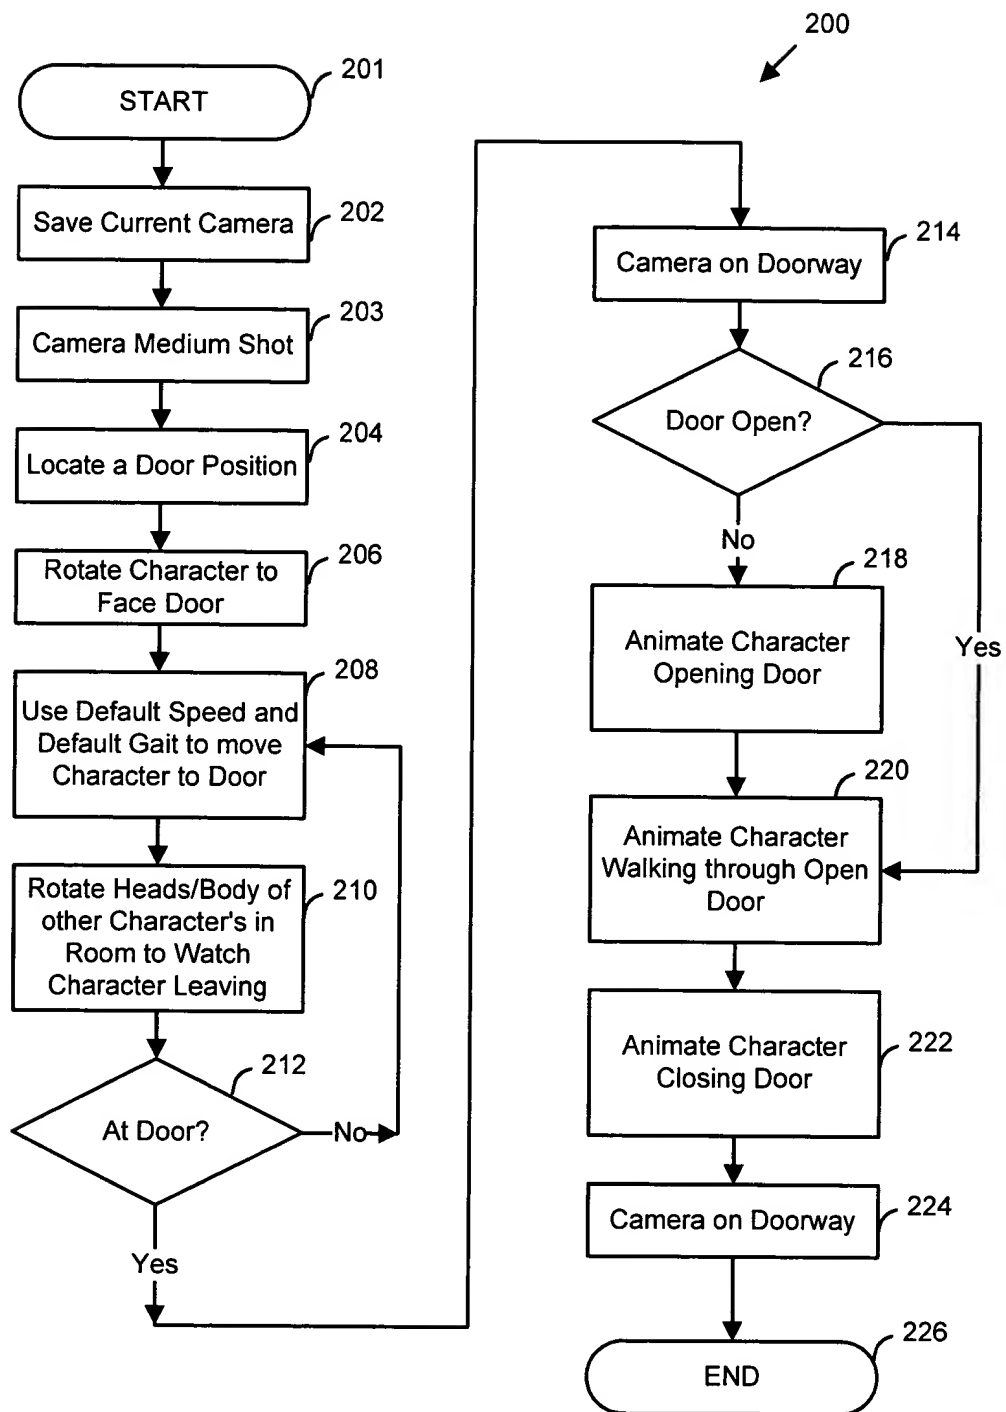 200
START
201
Save Current Camera
202
Camera Medium Shot
203
Locate a Door Position
204
Rotate Character to
Face Door
206
Use Default Speed and
Default Gait to move
Character to Door
208
Rotate Heads/Body of
other Character's in
Room to Watch
Character Leaving
210
At Door?
212
No
Yes
Camera on Doorway
214
Door Open?
216
No
Yes
Animate Character
Opening Door
218
Animate Character
Walking through Open
Door
220
Animate Character
Closing Door
222
Camera on Doorway
224
END
226